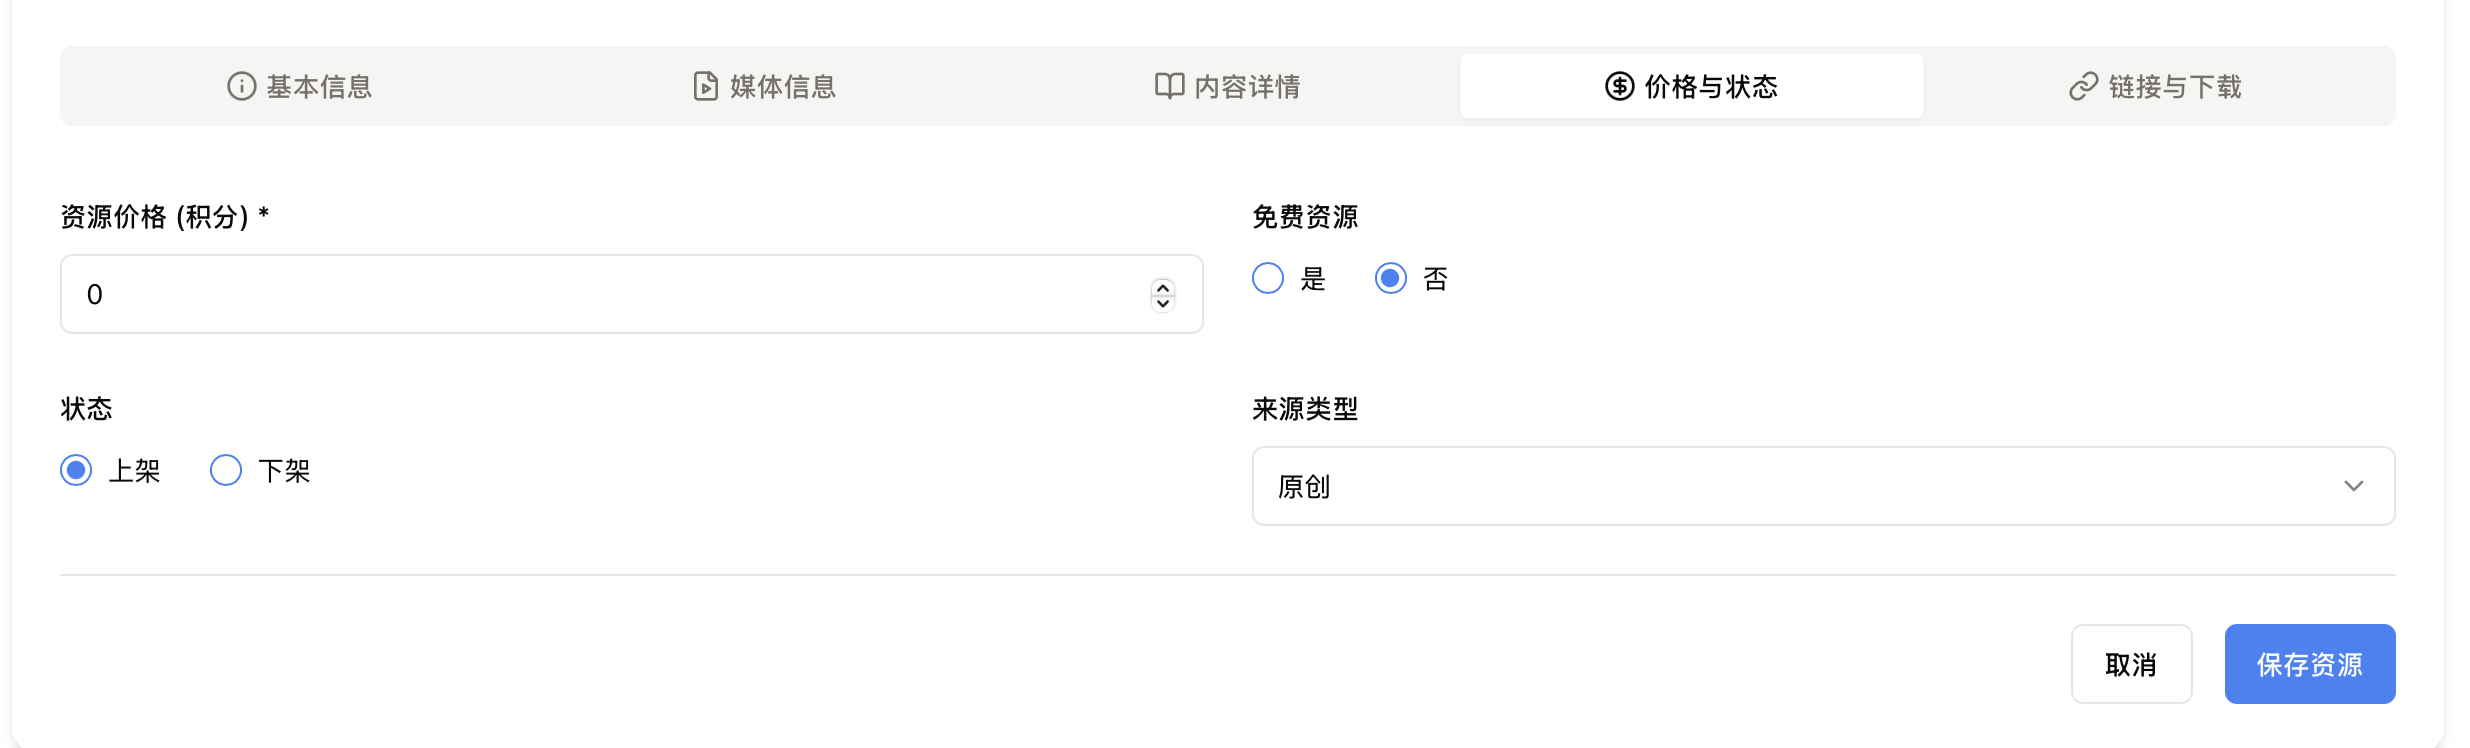 基本信息 媒体信息 内容详情 价格与状态 链接与下载
资源价格 (积分) * 免费资源
0 是 否
状态 来源类型
上架 下架 原创
取消 保存资源